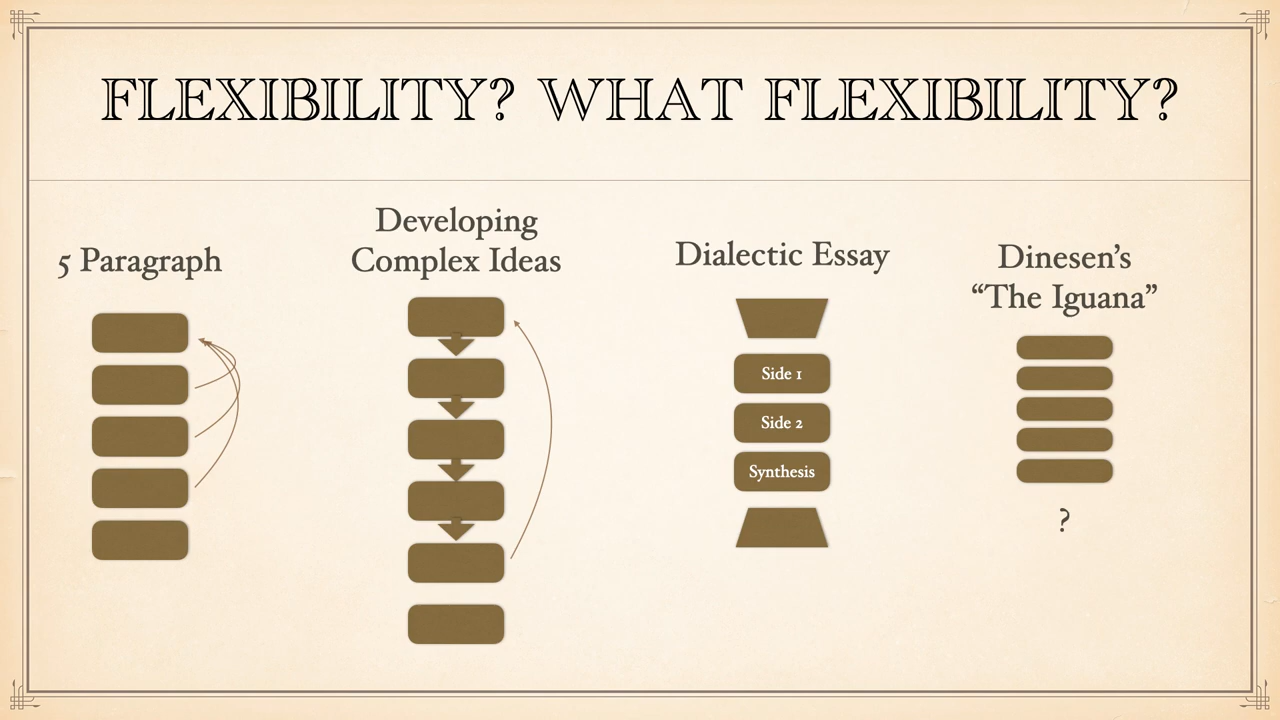 FLEXIBILITY? WHAT FLEXIBILITY?
5 Paragraph
Developing
Complex Ideas
Dialectic Essay
Side 1
Side 2
Synthesis
Dinesen’s
“The Iguana”
?